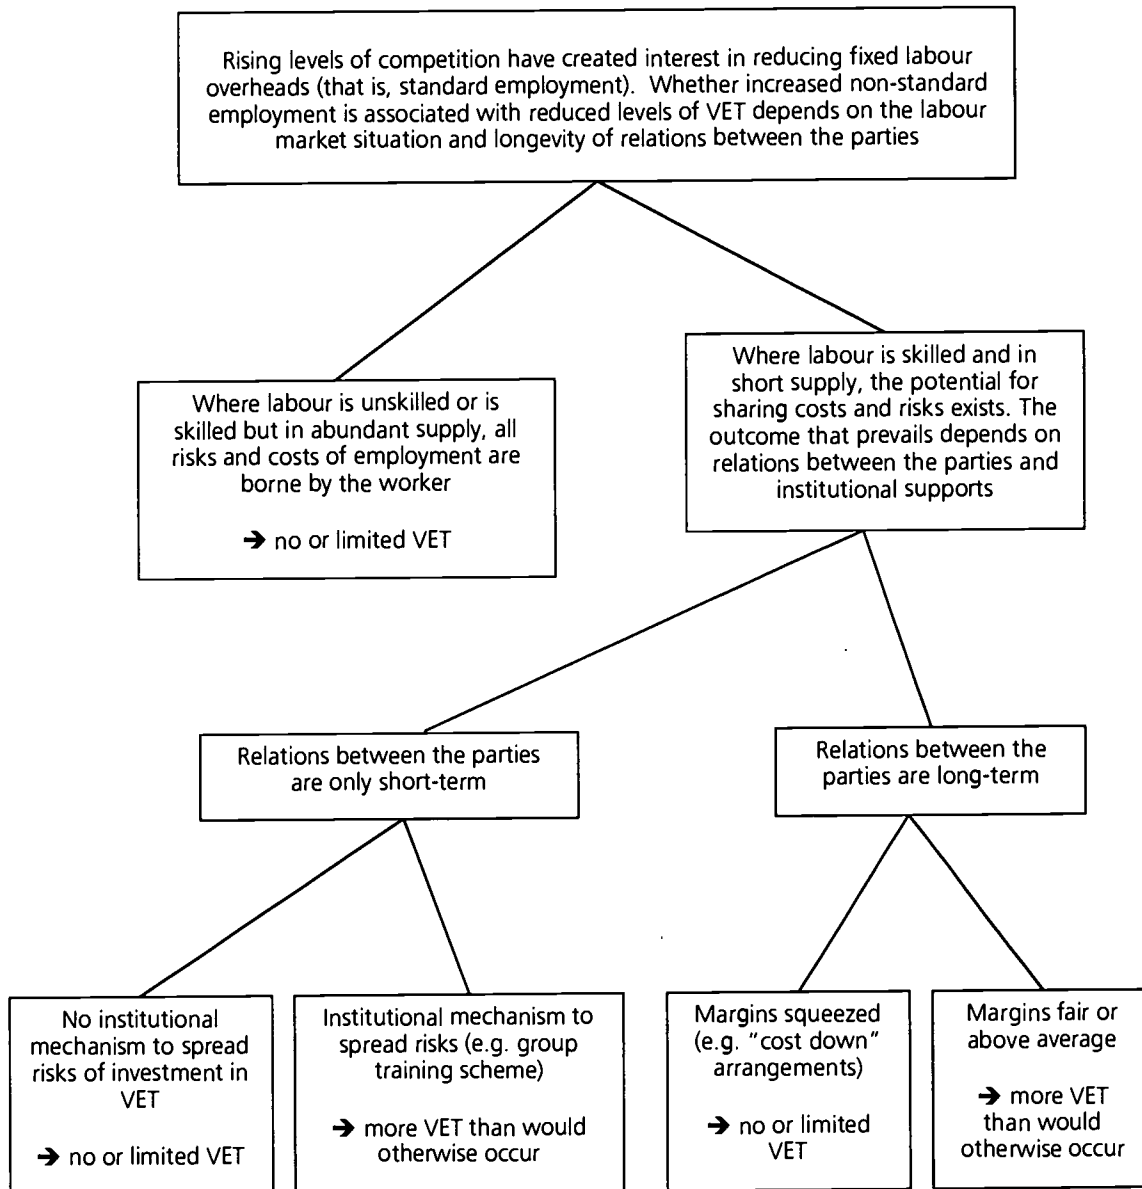 Rising levels of competition have created interest in reducing fixed labour
overheads (that is, standard employment). Whether increased non-standard
employment is associated with reduced levels of VET depends on the labour
market situation and longevity of relations between the parties
Where labour is unskilled or is
skilled but in abundant supply, all
risks and costs of employment are
borne by the worker
➔ no or limited VET
Where labour is skilled and in
short supply, the potential for
sharing costs and risks exists. The
outcome that prevails depends on
relations between the parties and
institutional supports
Relations between the parties
are only short-term
Relations between the
parties are long-term
No institutional
mechanism to spread
risks of investment in
VET
➔ no or limited VET
Institutional mechanism to
spread risks (e.g. group
training scheme)
➔ more VET than would
otherwise occur
Margins squeezed
(e.g. "cost down"
arrangements)
➔ no or limited
VET
Margins fair or
above average
➔ more VET
than would
otherwise occur